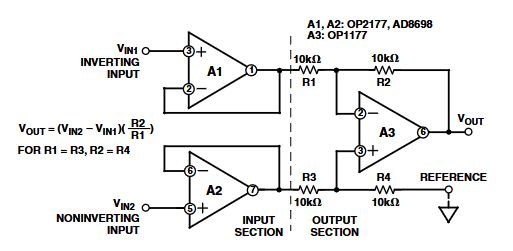 A1, A2: OP2177, AD8698
A3: OP1177
VIN1
INVERTING
INPUT
3
+
2
−
A1
1
10kΩ
R1
10kΩ
R2
VOUT = (VIN2 − VIN1)( R2
R1 )
FOR R1 = R3, R2 = R4
2
−
3
+
A3
6
VOUT
6
−
5
+
A2
7
R3
10kΩ
R4
10kΩ
REFERENCE
VIN2
NONINVERTING
INPUT
INPUT
SECTION
OUTPUT
SECTION